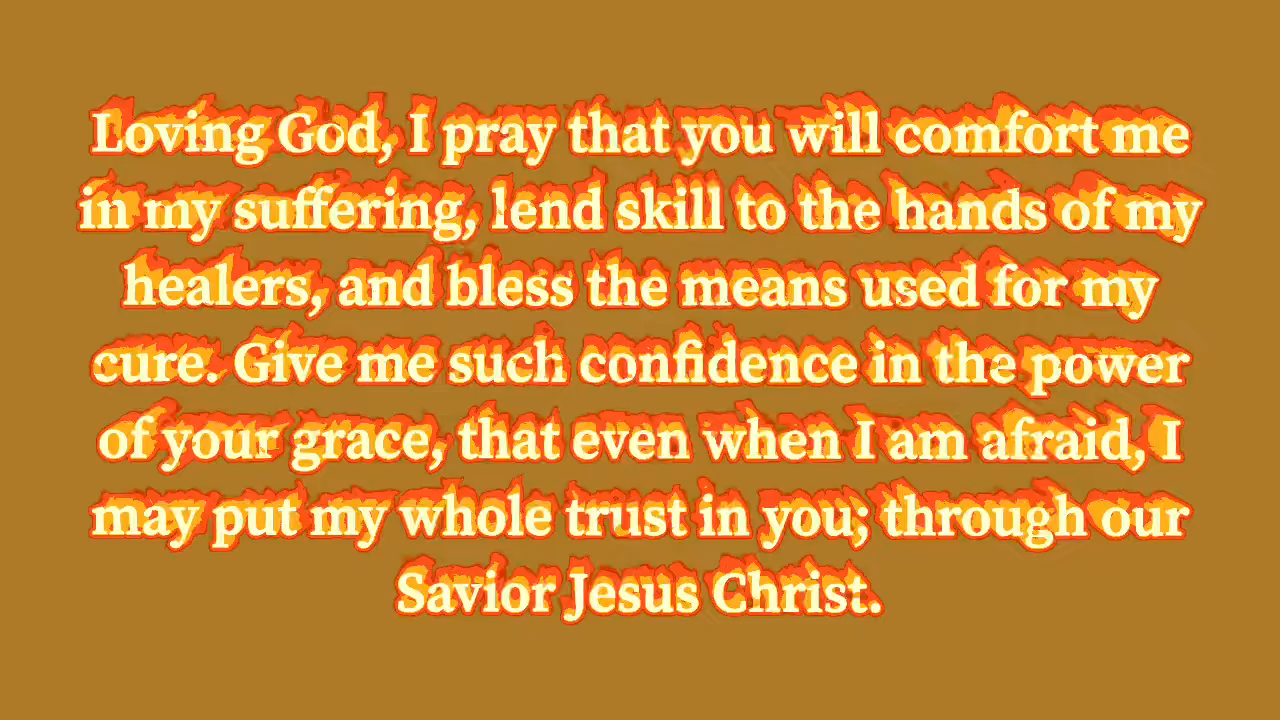 Loving God, I pray that you will comfort me
in my suffering, lend skill to the hands of my
healers, and bless the means used for my
cure. Give me such confidence in the power
of your grace, that even when I am afraid, I
may put my whole trust in you; through our
Savior Jesus Christ.